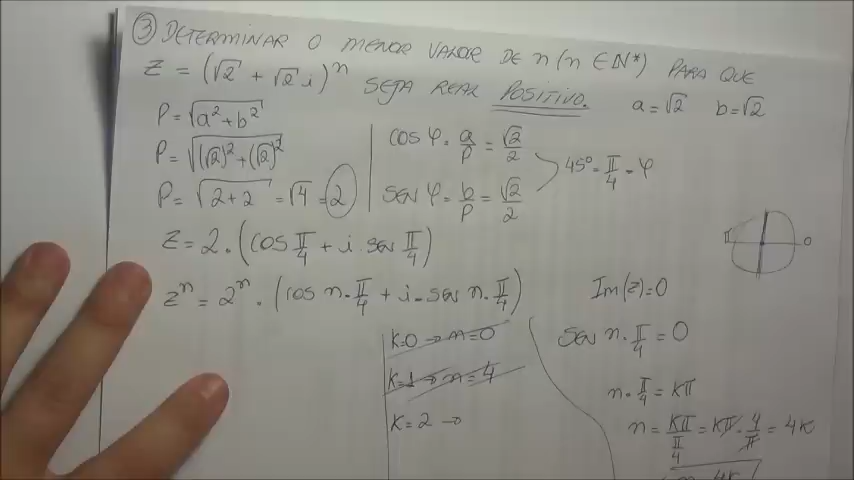 ③ DETERMINAR O MENOR VALOR DE n (n ∈ N*) PARA QUE
Z = (√2 + √2 i)^n SEJA REAL POSITIVO. a = √2 b = √2
ρ = √(a² + b²)
ρ = √((√2)² + (√2)²)
ρ = √(2 + 2) = √4 = 2
cos φ = a/ρ = √2/2
sen φ = b/ρ = √2/2
45° = π/4 = φ
Z = 2 . (cos π/4 + i . sen π/4)
Z^n = 2^n . (cos n . π/4 + i . sen n . π/4)
π 0
Im(z) = 0
sen n . π/4 = 0
n . π/4 = kπ
n = kπ/(π/4) = kπ . 4/π = 4k
k=0 → n=0
k=1 → n=4
k=2 →